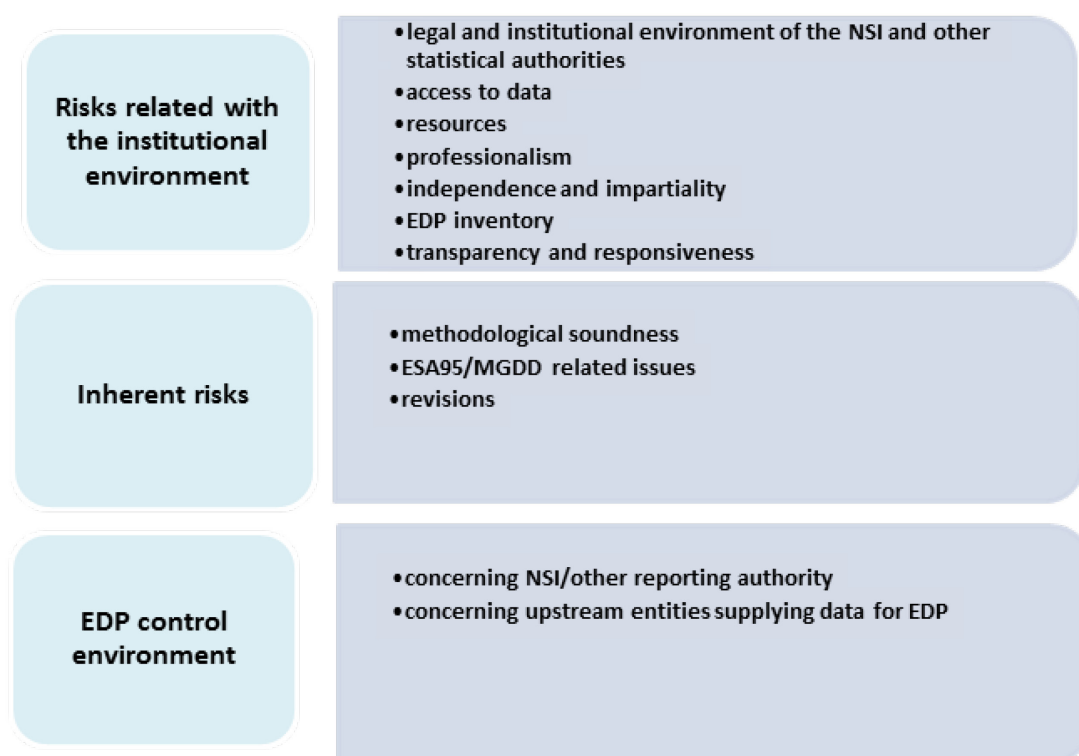 Risks related with
the institutional
environment
•legal and institutional environment of the NSI and other
statistical authorities
•access to data
•resources
•professionalism
•independence and impartiality
•EDP inventory
•transparency and responsiveness
Inherent risks
•methodological soundness
•ESA95/MGDD related issues
•revisions
EDP control
environment
•concerning NSI/other reporting authority
•concerning upstream entities supplying data for EDP